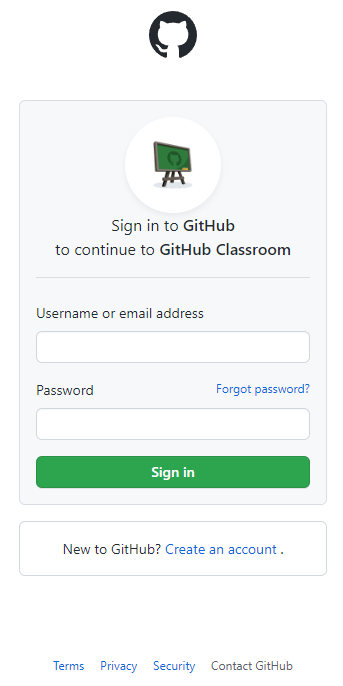 Sign in to GitHub
to continue to GitHub Classroom
Username or email address
Password Forgot password?
Sign in
New to GitHub? Create an account .
Terms Privacy Security Contact GitHub